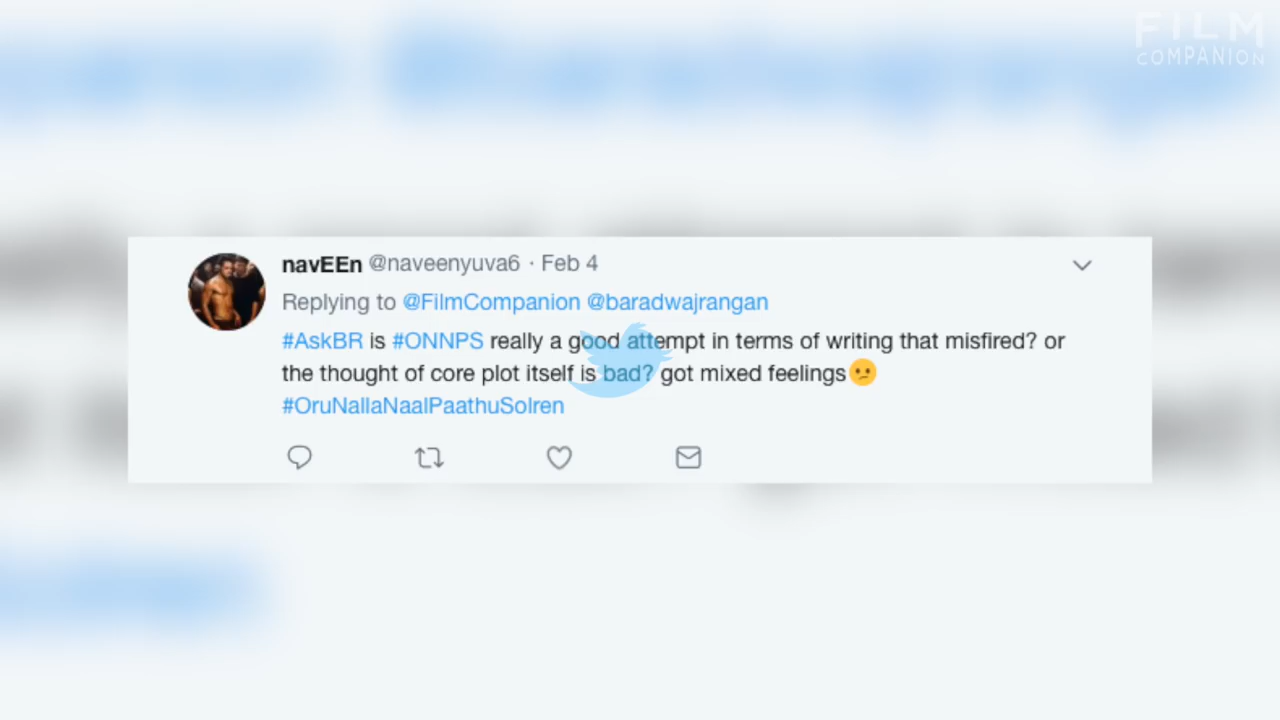 FILM
COMPANION
navEEn @naveenyuva6 · Feb 4
Replying to @FilmCompanion @baradwajrangan
#AskBR is #ONNPS really a good attempt in terms of writing that misfired? or
the thought of core plot itself is bad? got mixed feelings😕
#OruNallaNaalPaathuSolren